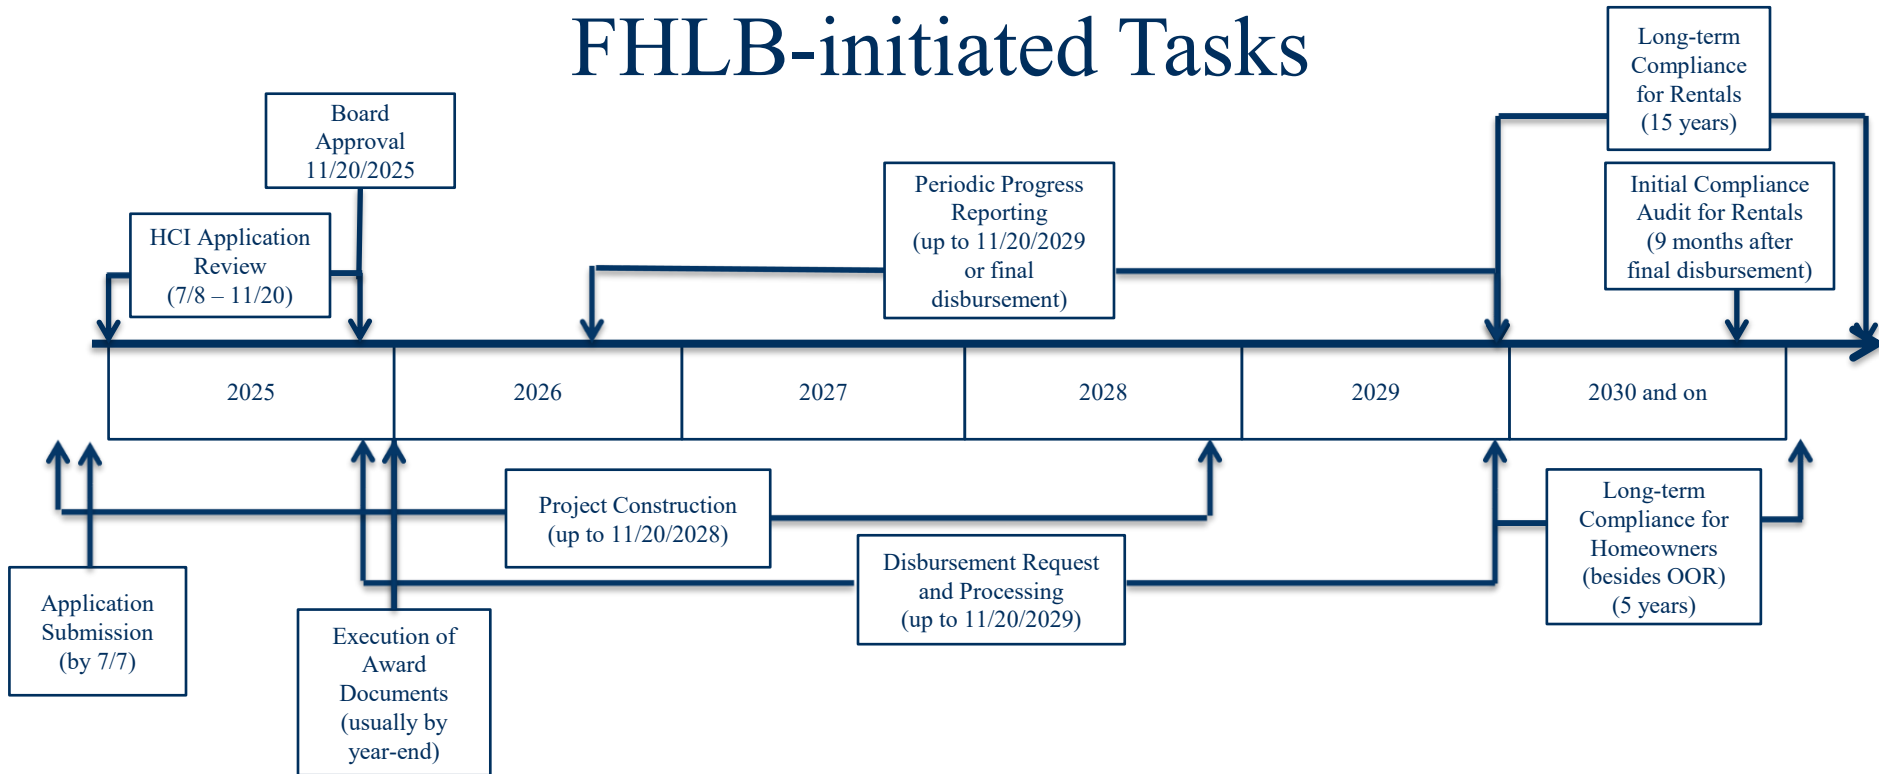 FHLB-initiated Tasks
Long-term
Compliance
for Rentals
(15 years)
Board
Approval
11/20/2025
Periodic Progress
Reporting
(up to 11/20/2029
or final
disbursement)
Initial Compliance
Audit for Rentals
(9 months after
final disbursement)
HCI Application
Review
(7/8 – 11/20)
2025
2026
2027
2028
2029
2030 and on
Project Construction
(up to 11/20/2028)
Long-term
Compliance for
Homeowners
(besides OOR)
(5 years)
Disbursement Request
and Processing
(up to 11/20/2029)
Application
Submission
(by 7/7)
Execution of
Award
Documents
(usually by
year-end)